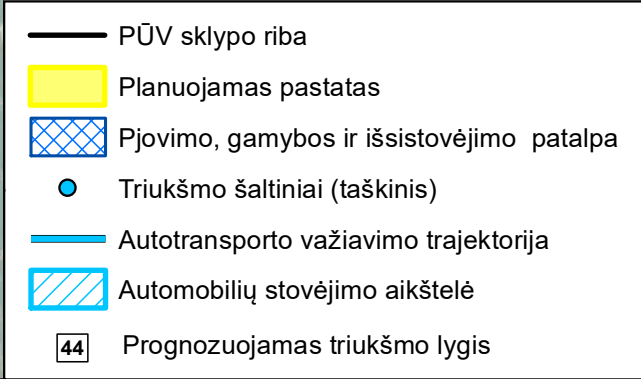 PŪV sklypo riba
Planuojamas pastatas
Pjovimo, gamybos ir išsistovėjimo patalpa
Triukšmo šaltiniai (taškinis)
Autotransporto važiavimo trajektorija
Automobilių stovėjimo aikštelė
44 Prognozuojamas triukšmo lygis